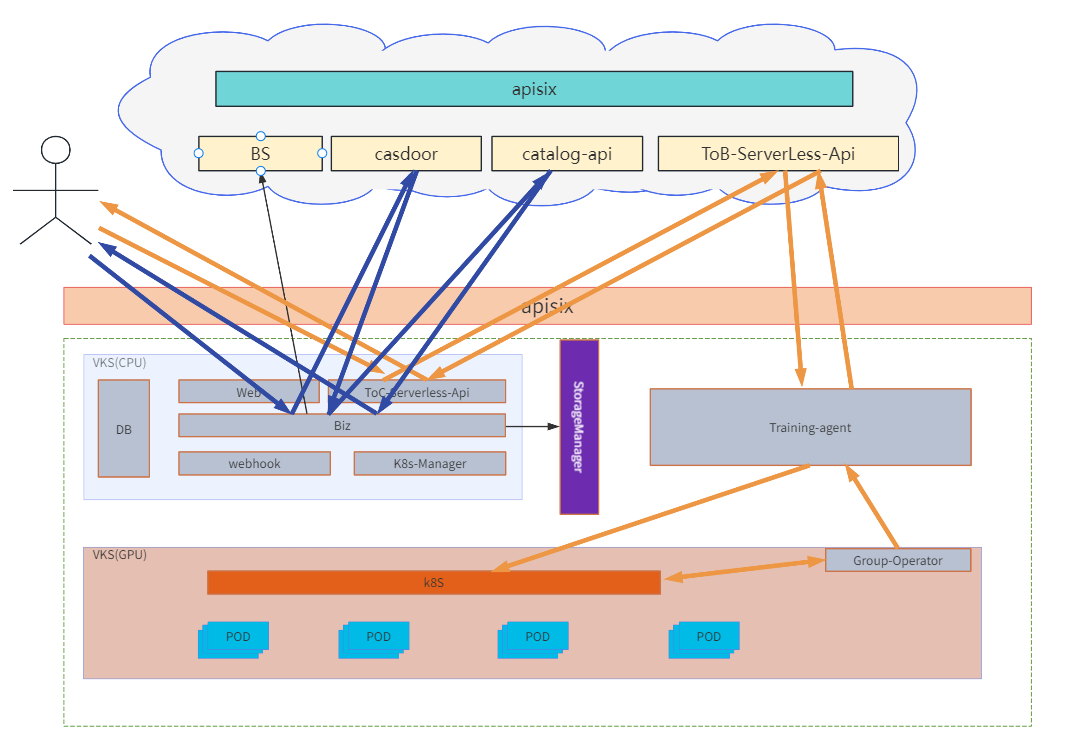 apisix
BS
casdoor
catalog-api
ToB-ServerLess-Api
apisix
VKS(CPU)
DB
Web
ToC-Serverless-Api
Biz
webhook
K8s-Manager
StorageManager
Training-agent
VKS(GPU)
Group-Operator
k8S
POD
POD
POD
POD